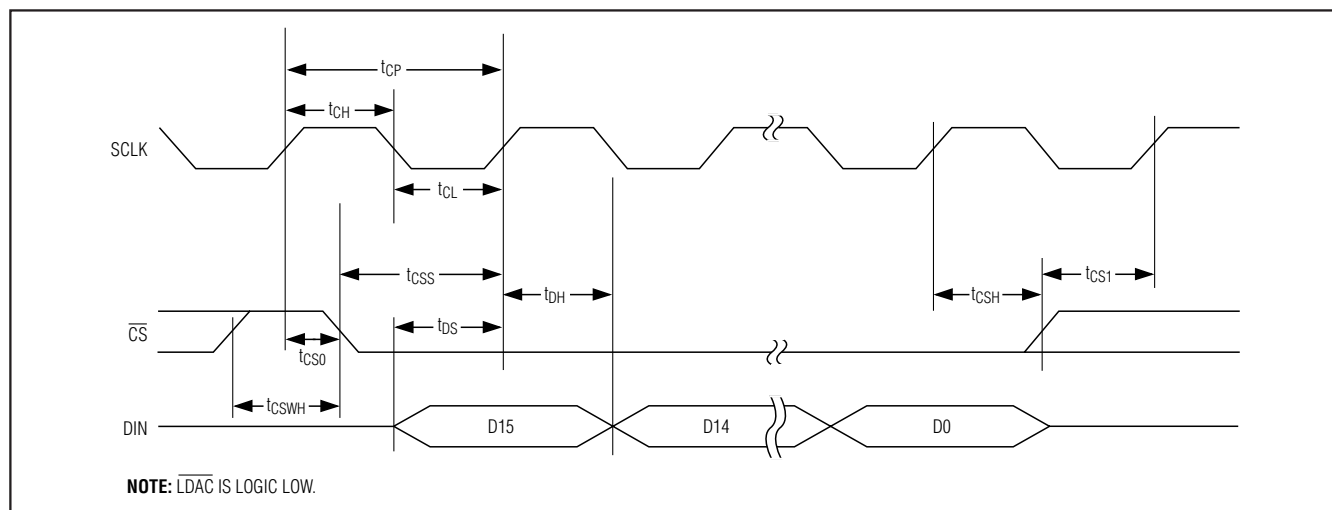 tCP
tCH
SCLK
tCL
tCSS
tDH
tCSH
tCS1
CS
tDS
tCS0
tCSWH
DIN
D15
D14
D0
NOTE: LDAC IS LOGIC LOW.